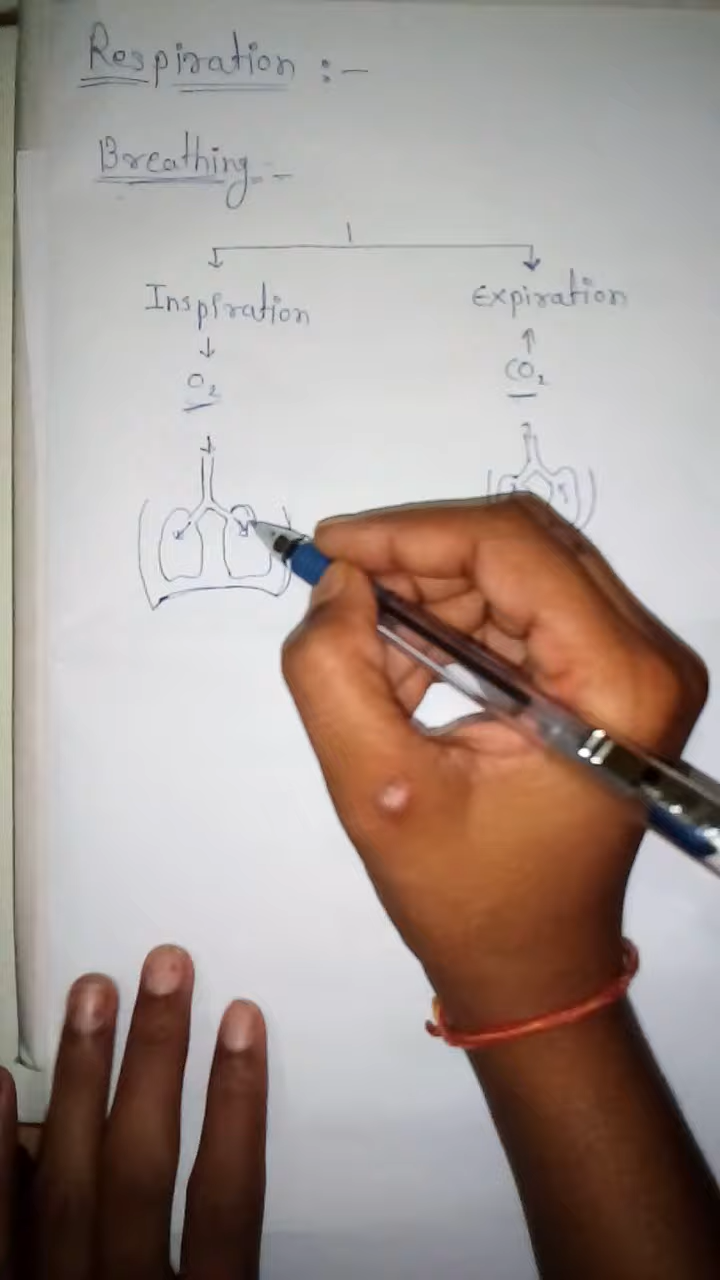 Respiration :-
Breathing :-
Inspiration Expiration
O₂ CO₂